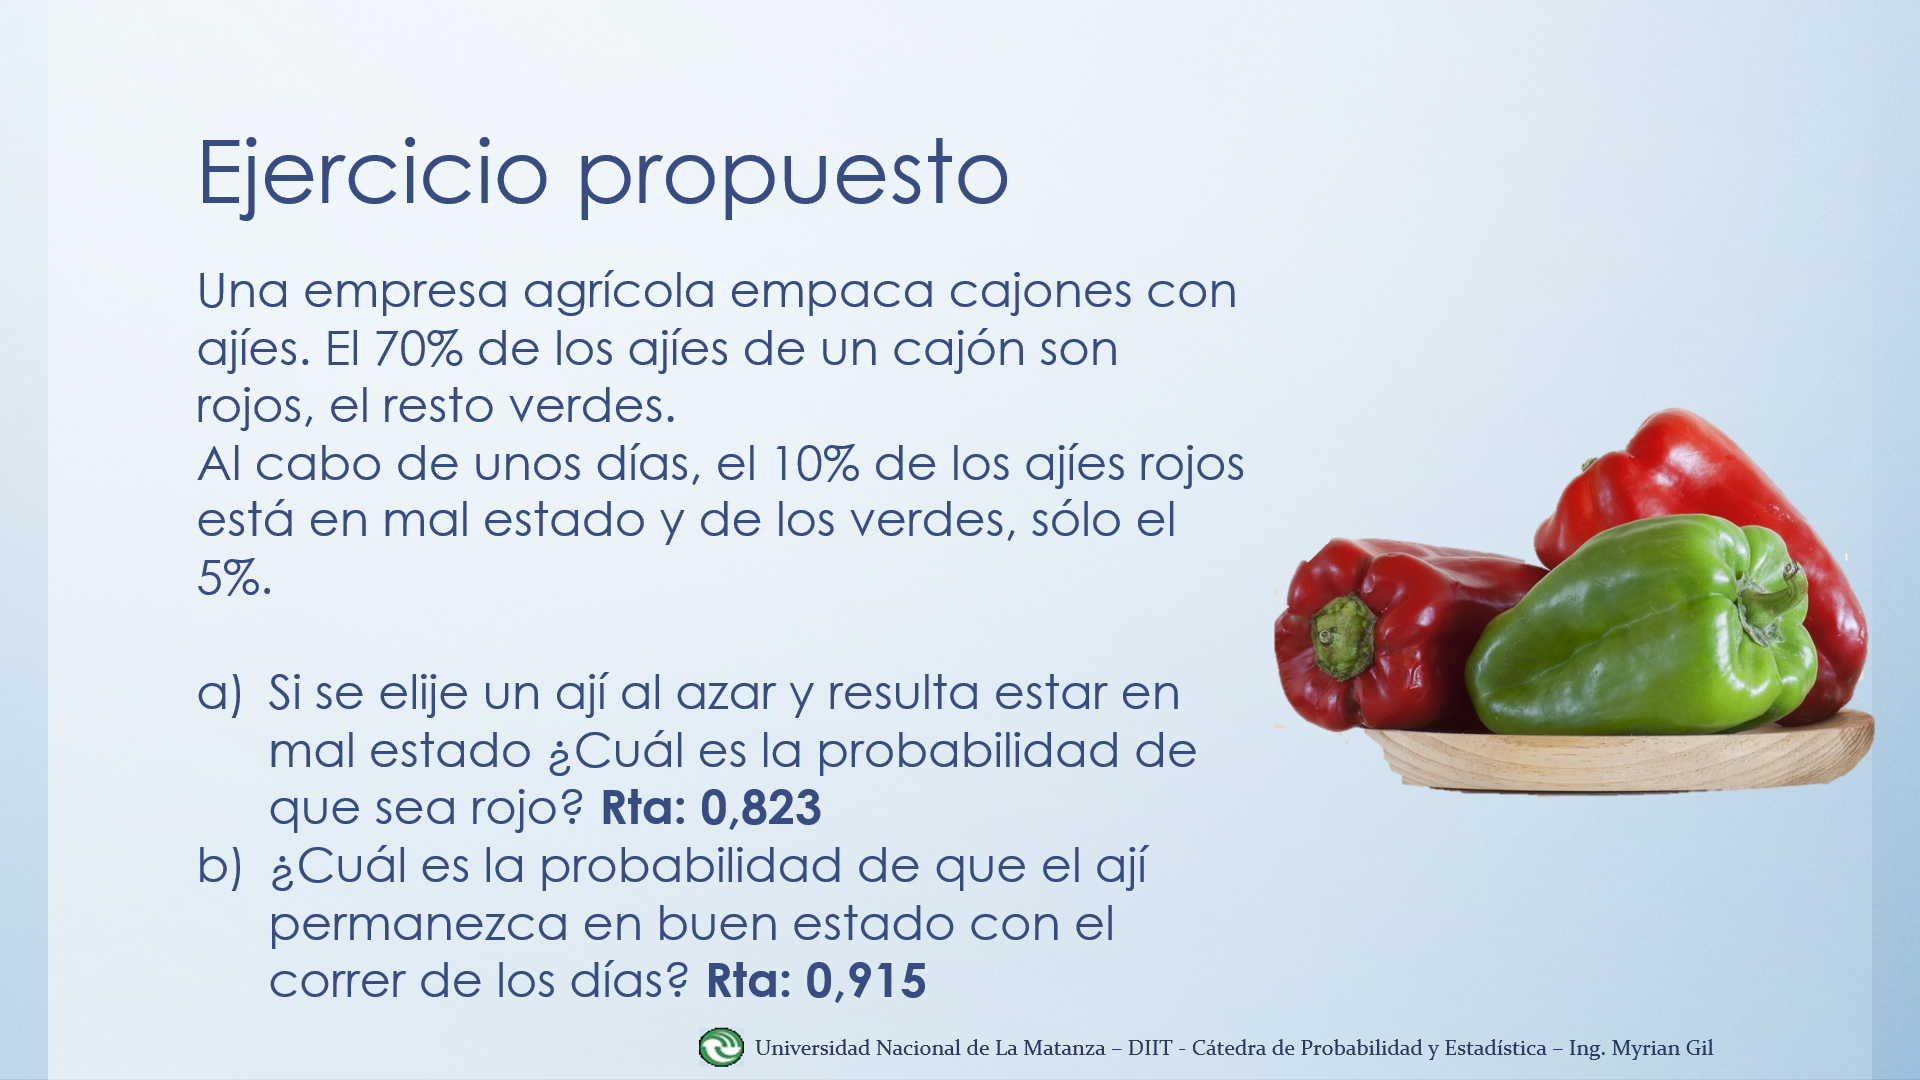 Ejercicio propuesto
Una empresa agrícola empaca cajones con
ajíes. El 70% de los ajíes de un cajón son
rojos, el resto verdes.
Al cabo de unos días, el 10% de los ajíes rojos
está en mal estado y de los verdes, sólo el
5%.
a) Si se elije un ají al azar y resulta estar en
mal estado ¿Cuál es la probabilidad de
que sea rojo? Rta: 0,823
b) ¿Cuál es la probabilidad de que el ají
permanezca en buen estado con el
correr de los días? Rta: 0,915
Universidad Nacional de La Matanza – DIIT - Cátedra de Probabilidad y Estadística – Ing. Myrian Gil